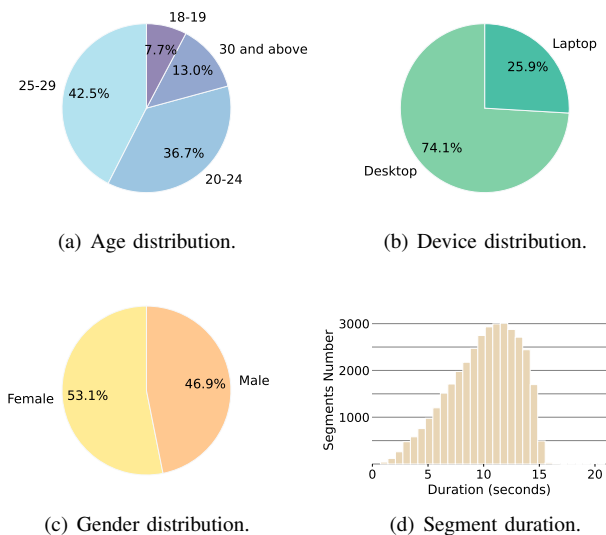 18-19
7.7%
30 and above
13.0%
25-29
42.5%
36.7%
20-24
(a) Age distribution.
Laptop
25.9%
74.1%
Desktop
(b) Device distribution.
Female
53.1%
46.9%
Male
(c) Gender distribution.
Segments Number
3000
2000
1000
0 5 10 15 20
Duration (seconds)
(d) Segment duration.